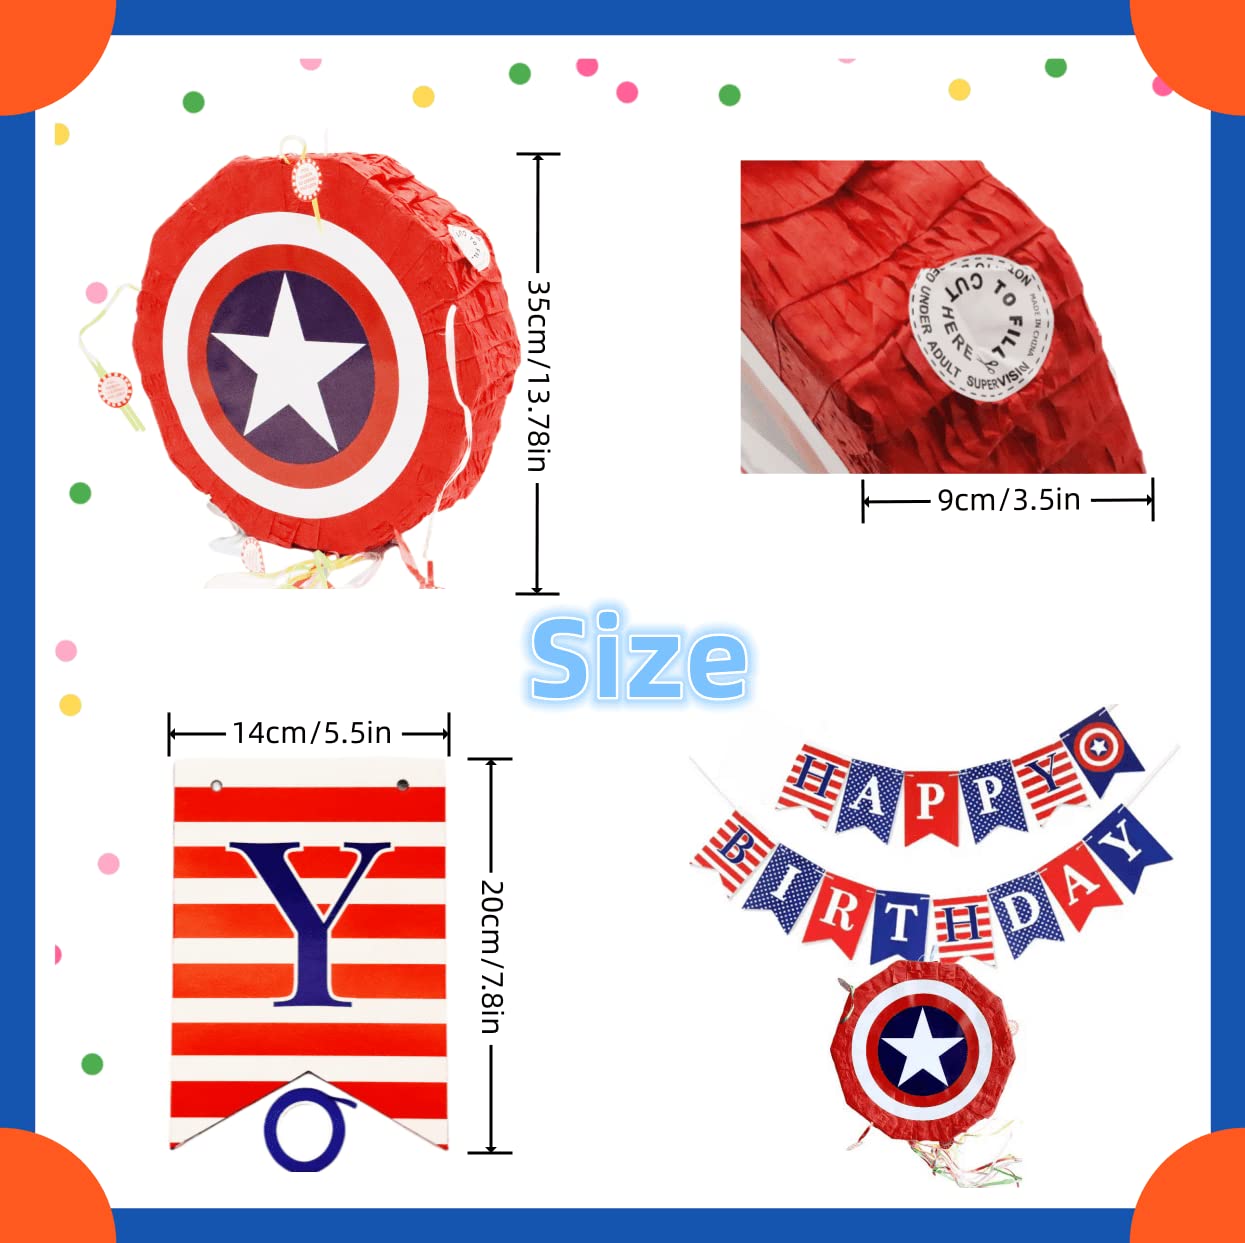 35cm/13.78in
CUT
TO FILL
HERE
NOT
UNDER ADULT SUPERVISIN
MADE IN CHINA
9cm/3.5in
Size
14cm/5.5in
Y
20cm/7.8in
HAPPY
BIRTHDAY